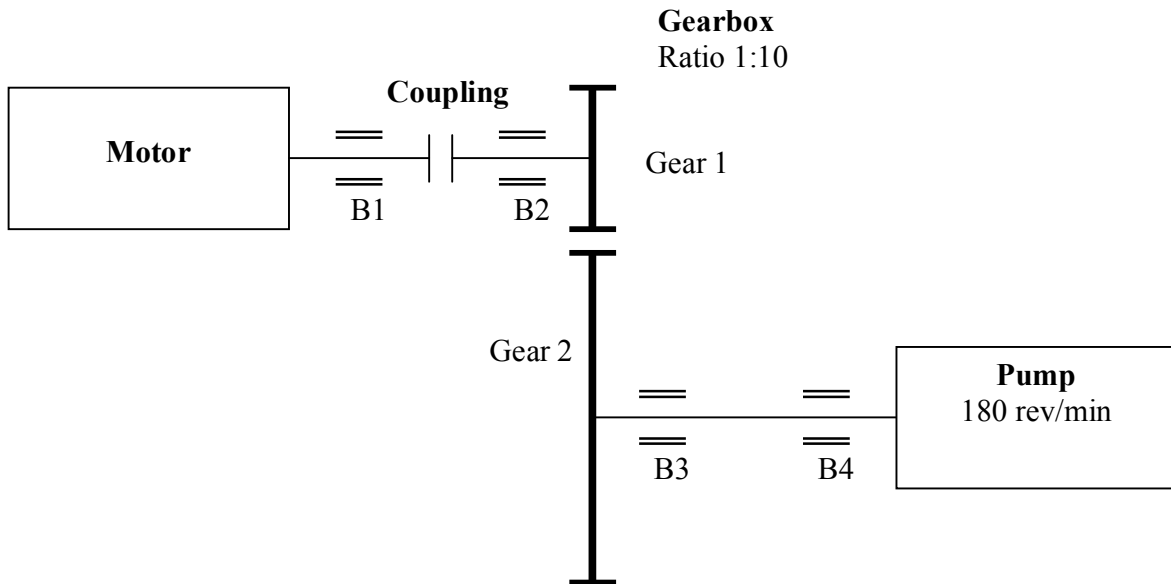 Gearbox
Ratio 1:10
Coupling
Motor
Gear 1
B1
B2
Gear 2
Pump
180 rev/min
B3
B4